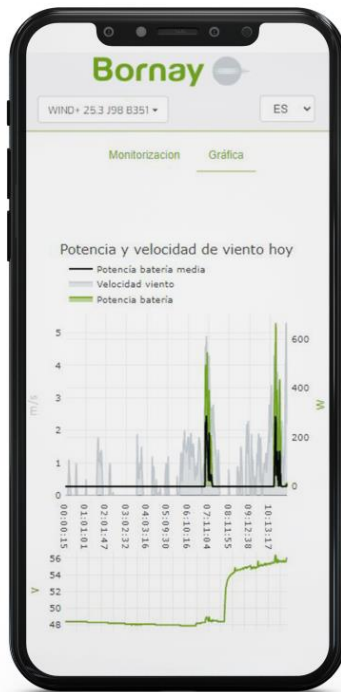 Bornay
WIND+ 25.3 J98 B351
ES
Monitorizacion
Gráfica
Potencia y velocidad de viento hoy
Potencia batería media
Velocidad viento
Potencia batería
5
4
3
2
1
0
m/s
600
400
200
0
W
00:00:15
01:01:01
02:01:47
03:02:32
04:03:16
05:09:30
06:10:16
07:11:04
08:11:55
09:12:38
10:13:17
56
54
52
50
48
V